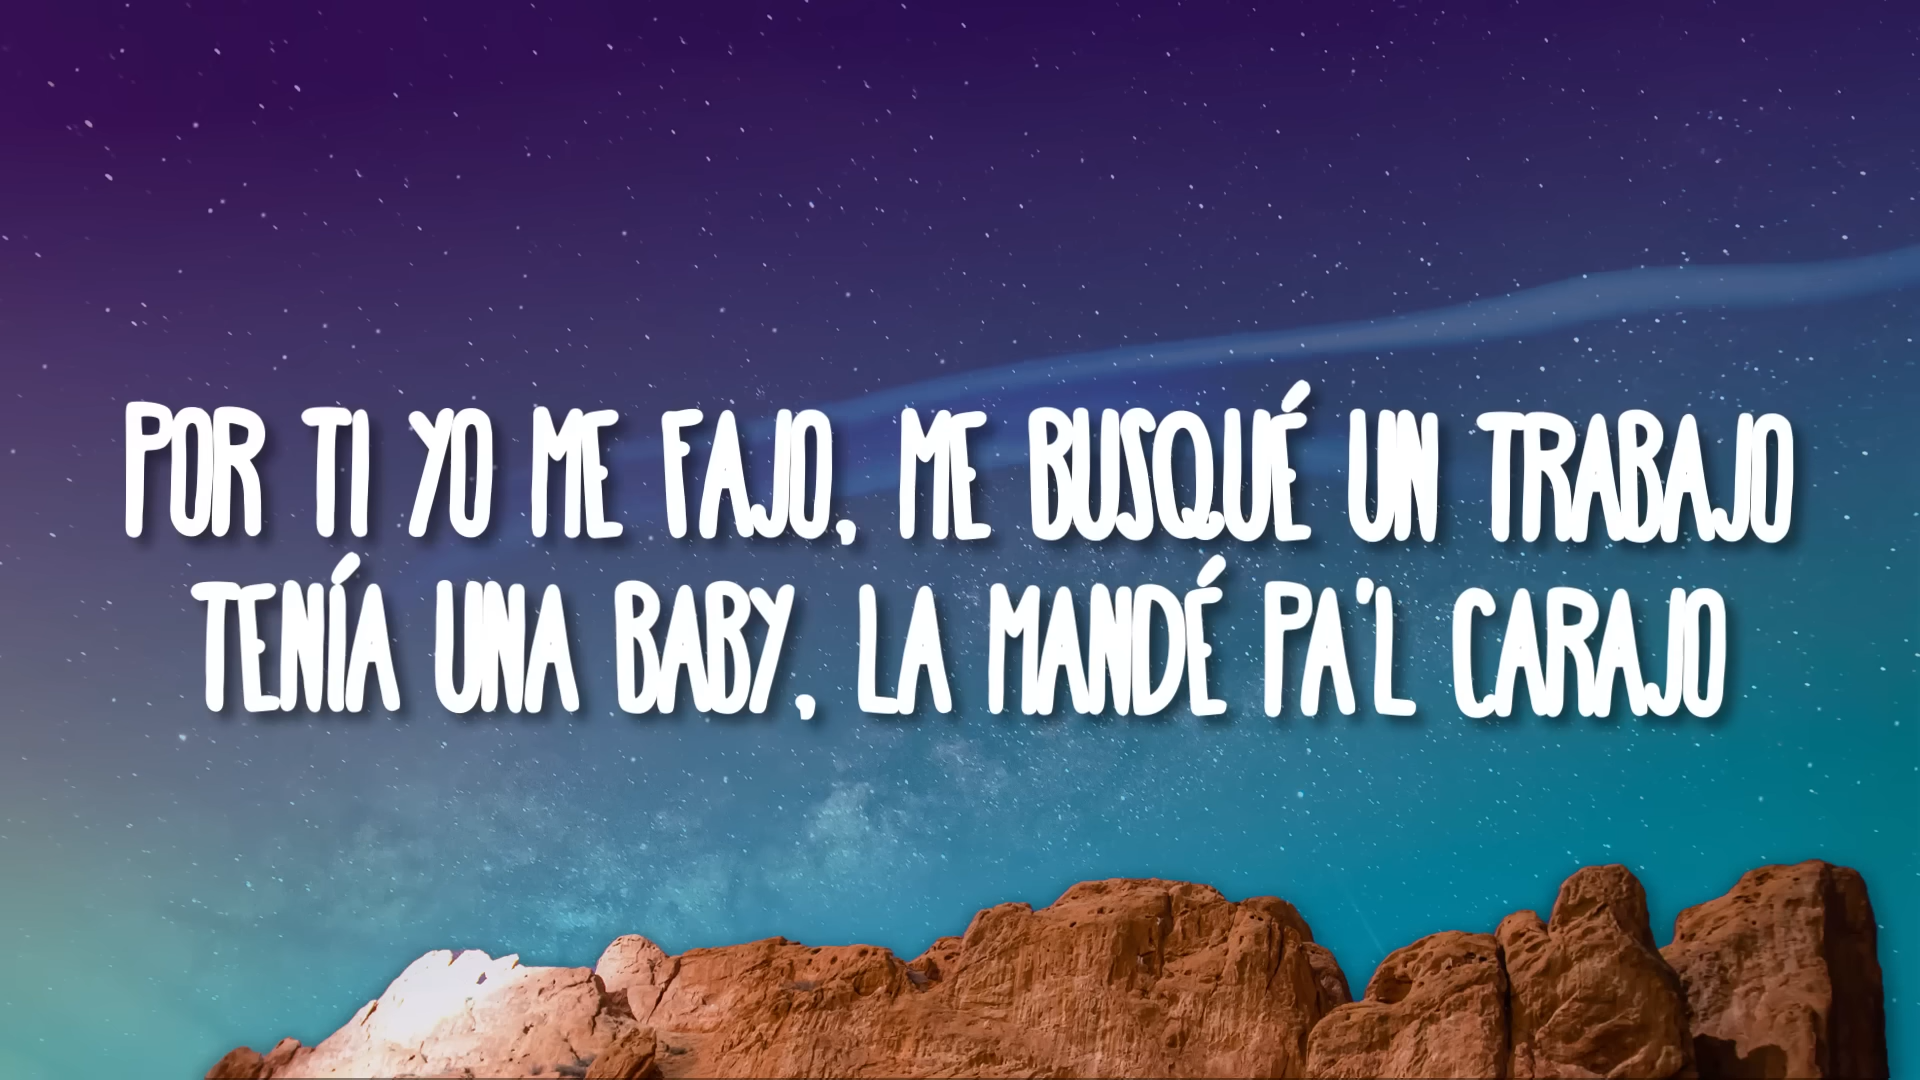 POR TI YO ME FAJO, ME BUSQUÉ UN TRABAJO
TENÍA UNA BABY, LA MANDÉ PA'L CARAJO